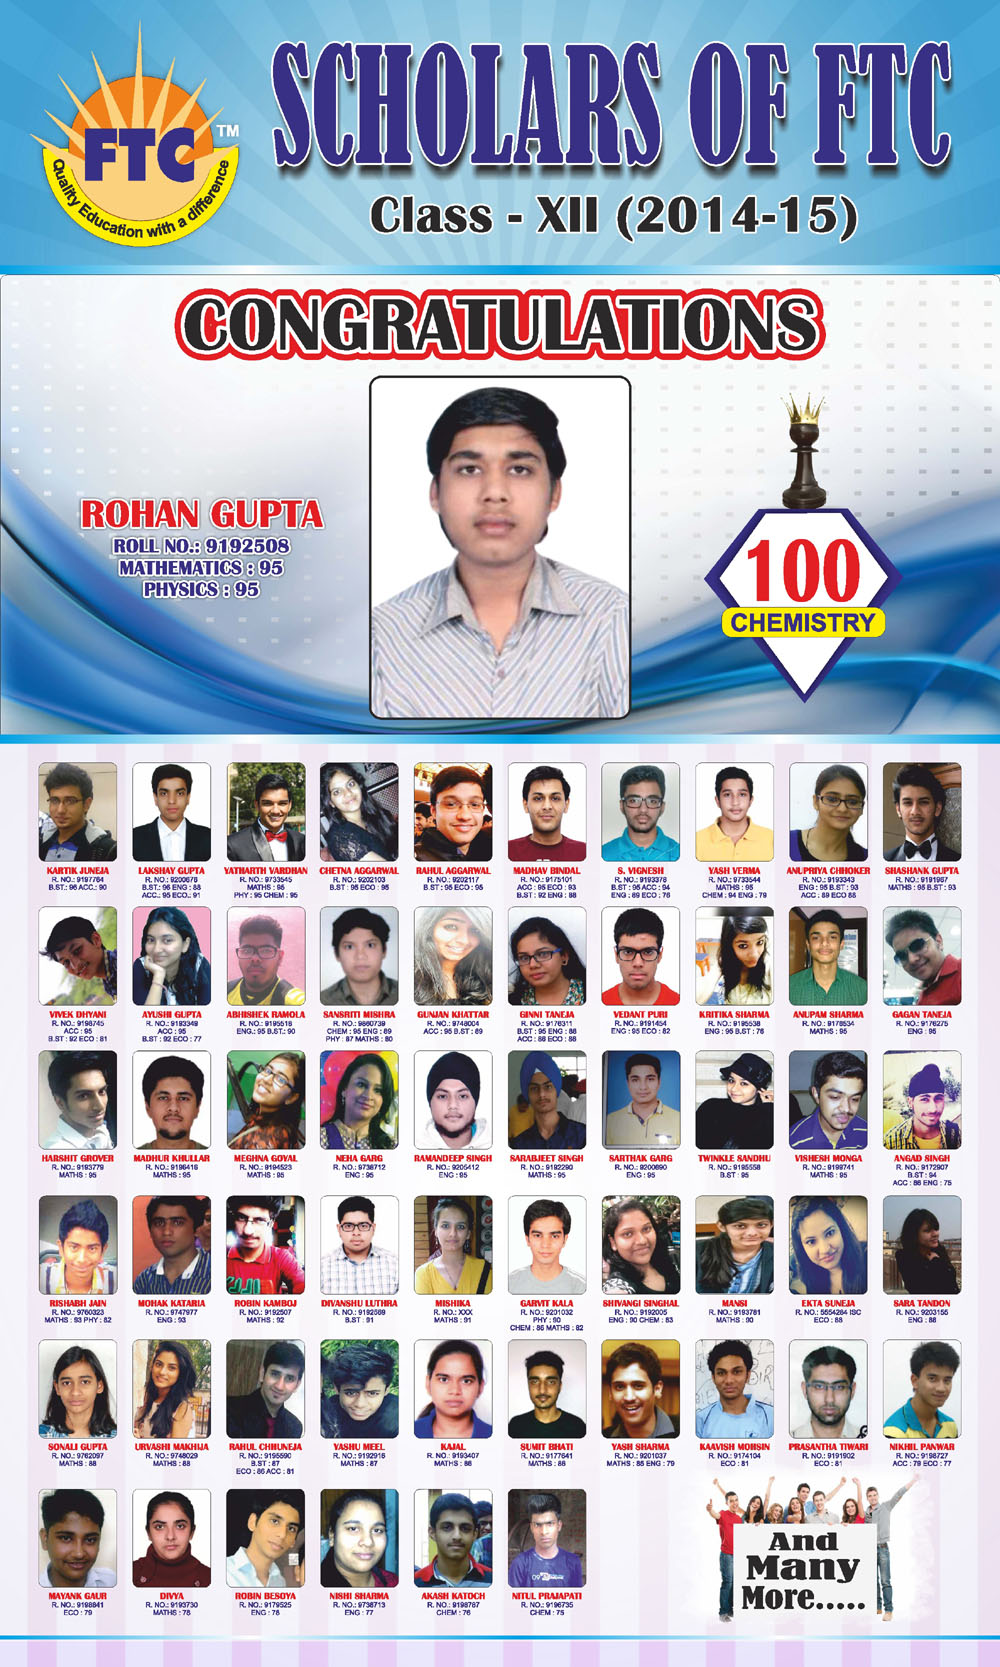 FTC
TM
Quality Education with a difference
SCHOLARS OF FTC
Class - XII (2014-15)
CONGRATULATIONS
ROHAN GUPTA
ROLL NO.: 9192508
MATHEMATICS : 95
PHYSICS : 95
100
CHEMISTRY
KARTIK JUNEJA
R. NO.: 9197764
B.ST : 96 ACC.: 90
LAKSHAY GUPTA
R. NO.: 9200678
B.ST.: 96 ENG : 88
ACC.: 95 ECO.: 91
YATHARTH VARDHAN
R. NO.: 9733545
MATHS : 95
PHY : 95 CHEM : 95
CHETNA AGGARWAL
R. NO.: 9202103
B.ST : 95 ECO : 95
RAHUL AGGARWAL
R. NO.: 9202117
B.ST : 95 ECO : 95
MADHAV BINDAL
R. NO.: 9175101
ACC : 95 ECO : 93
B.ST : 92 ENG : 88
S. VIGNESH
R. NO.: 9193378
B.ST : 95 ACC : 94
ENG : 89 ECO : 76
YASH VERMA
R. NO.: 9733544
MATHS : 95
CHEM : 94 ENG : 79
ANUPRIYA CHHOKER
R. NO.: 9193343
ENG : 95 B.ST : 93
ACC : 89 ECO 88
SHASHANK GUPTA
R. NO.: 9191967
MATHS : 95 B.ST : 93
VIVEK DHYANI
R. NO.: 9198745
ACC : 95
B.ST : 92 ECO : 81
AYUSHI GUPTA
R. NO.: 9193349
ACC : 95
B.ST : 92 ECO : 77
ABHISHEK RAMOLA
R. NO.: 9195518
ENG.: 95 B.ST.: 90
SANSRITI MISHRA
R. NO.: 9860739
CHEM : 95 ENG : 89
PHY : 87 MATHS : 80
GUNJAN KHATTAR
R. NO.: 9748004
ACC : 95 B.ST : 89
GINNI TANEJA
R. NO.: 9176311
B.ST : 95 ENG : 88
ACC : 86 ECO : 88
VEDANT PURI
R. NO.: 9191454
ENG : 95 ECO : 82
KRITIKA SHARMA
R. NO.: 9195538
ENG : 95 B.ST : 76
ANUPAM SHARMA
R. NO.: 9178534
MATHS : 95
GAGAN TANEJA
R. NO.: 9176275
ENG : 95
HARSHIT GROVER
R. NO.: 9193779
MATHS : 95
MADHUR KHULLAR
R. NO.: 9196416
MATHS : 95
MEGHNA GOYAL
R. NO.: 9194523
MATHS : 95
NEHA GARG
R. NO.: 9738712
ENG : 95
RAMANDEEP SINGH
R. NO.: 9205412
ENG : 95
SARABJEET SINGH
R. NO.: 9192293
MATHS : 95
SARTHAK GARG
R. NO.: 9200690
ENG : 95
TWINKLE SANDHU
R. NO.: 9195558
B.ST : 95
VISHESH MONGA
R. NO.: 9199741
MATHS : 95
ANGAD SINGH
R. NO.: 9172907
B.ST : 94
ACC : 86 ENG : 75
RISHABH JAIN
R. NO.: 9760323
MATHS : 93 PHY : 82
MOHAK KATARIA
R. NO.: 9747977
ENG : 93
ROBIN KAMBOJ
R. NO.: 9192507
MATHS : 92
DIVANSHU LUTHRA
R. NO.: 9192569
B.ST : 91
MISHIKA
R. NO.: XXX
MATHS : 91
GARVIT KALA
R. NO.: 9201032
PHY : 90
CHEM : 86 MATHS : 82
SHIVANGI SINGHAL
R. NO.: 9192005
ENG : 90 CHEM : 83
MANSI
R. NO.: 9193781
MATHS : 90
EKTA SUNEJA
R. NO.: 5554284 ISC
ECO : 88
SARA TANDON
R. NO.: 9203155
ENG : 88
SONALI GUPTA
R. NO.: 9762097
MATHS : 88
URVASHI MAKHIJA
R. NO.: 9748029
MATHS : 88
RAHUL CHHUNEJA
R. NO.: 9195590
B.ST : 87
ECO : 86 ACC : 81
YASHU MEEL
R. NO.: 9192916
MATHS : 87
KAJAL
R. NO.: 9193407
MATHS : 86
SUMIT BHATI
R. NO.: 9177641
MATHS : 86
YASH SHARMA
R. NO.: 9201037
MATHS : 85 ENG : 79
KAAVISH MOHSIN
R. NO.: 9174104
ECO : 81
PRASANTHA TIWARI
R. NO.: 9191902
ECO : 81
NIKHIL PANWAR
R. NO.: 9198727
ACC : 79 ECO : 77
MAYANK GAUR
R. NO.: 9198841
ECO : 79
DIVYA
R. NO.: 9193730
MATHS : 78
ROBIN BESOYA
R. NO.: 9179525
ENG : 78
NISHI SHARMA
R. NO.: 9738713
ENG : 77
AKASH KATOCH
R. NO.: 9198787
CHEM : 76
NITUL PRAJAPATI
R. NO.: 9196735
CHEM : 75
And
Many
More.....